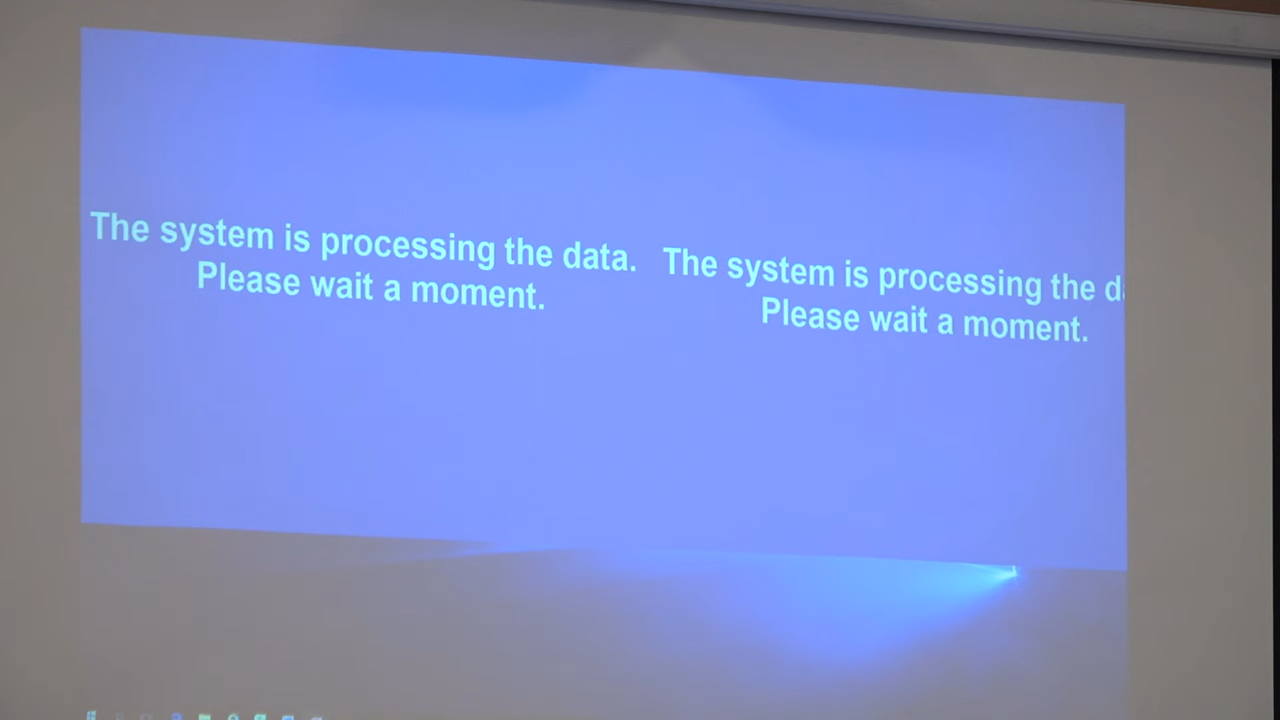 The system is processing the data.
Please wait a moment.
The system is processing the d
Please wait a moment.